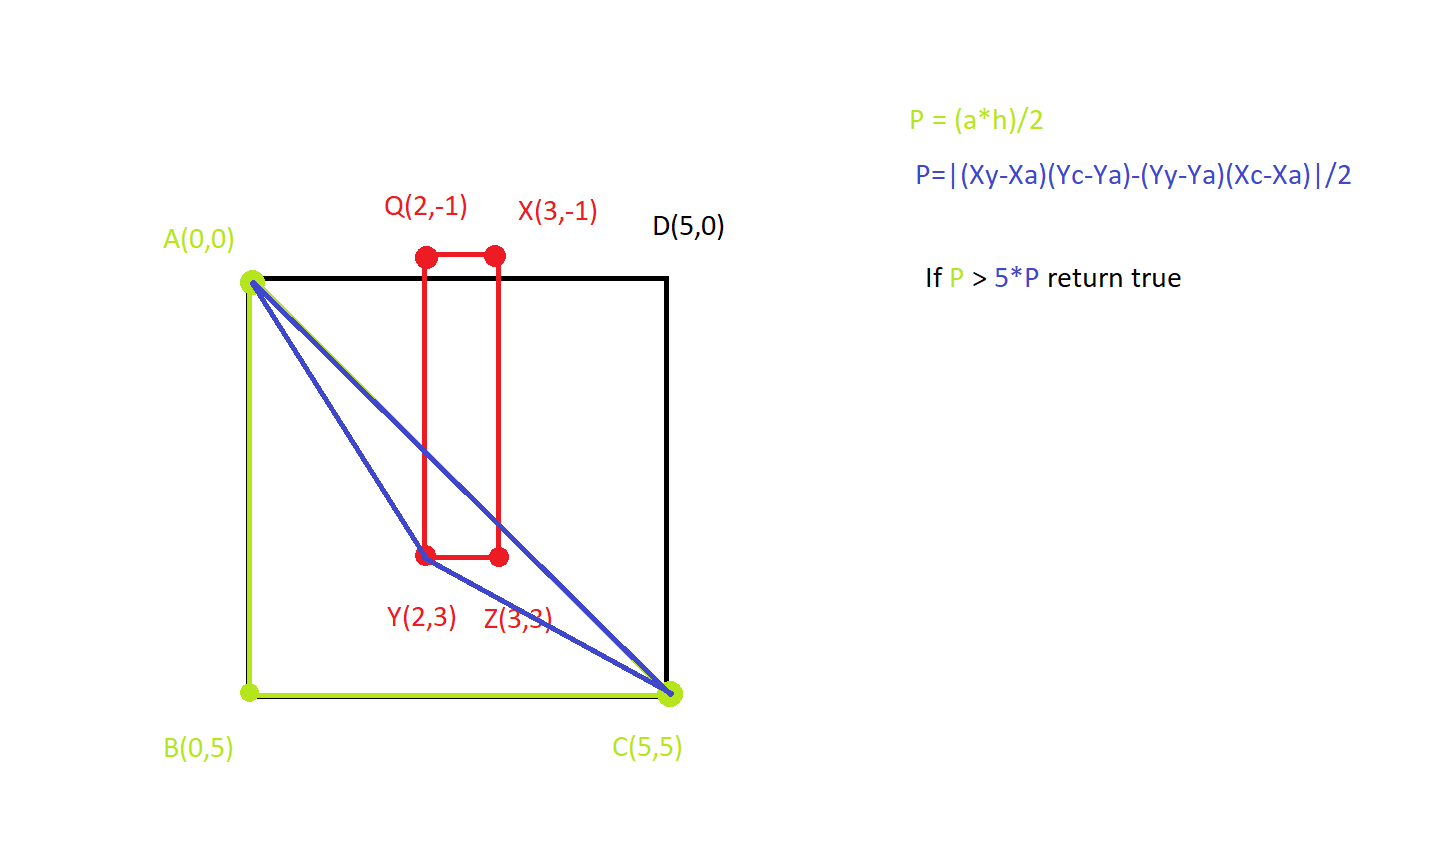 P = (a*h)/2
P=|(Xy-Xa)(Yc-Ya)-(Yy-Ya)(Xc-Xa)|/2
Q(2,-1)
X(3,-1)
D(5,0)
A(0,0)
If P > 5*P return true
Y(2,3)
Z(3,3)
B(0,5)
C(5,5)